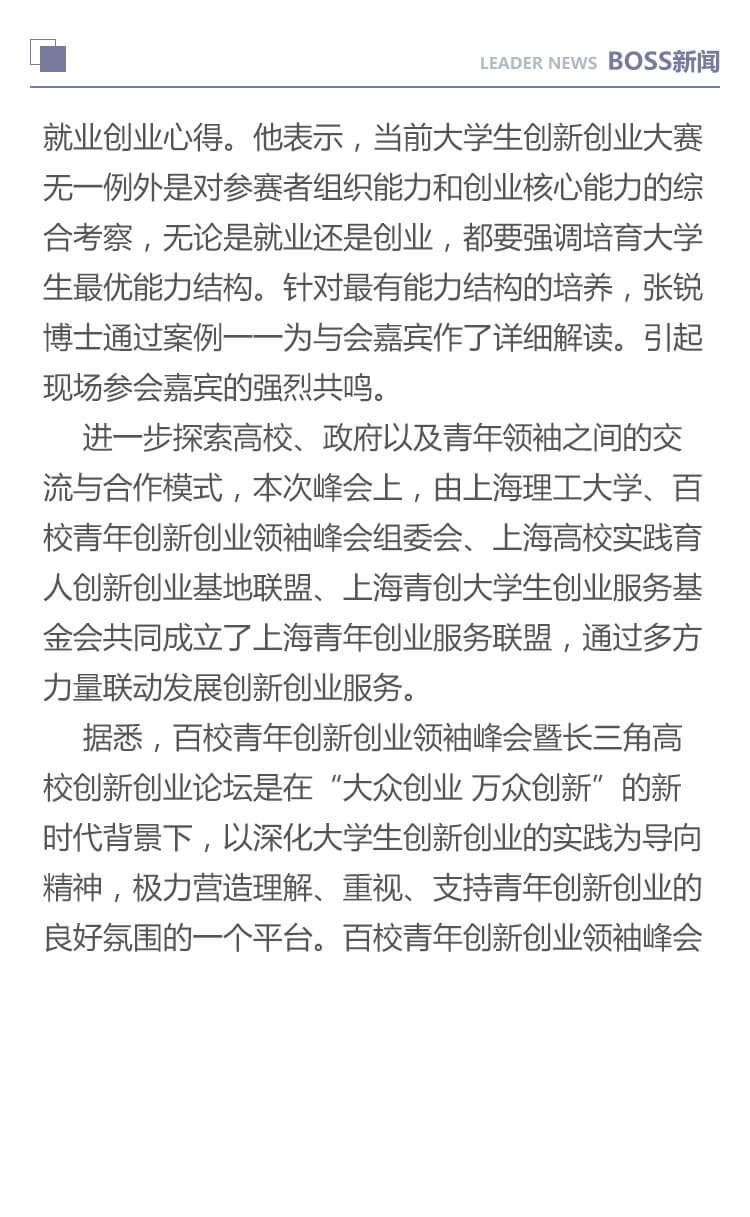 LEADER NEWS BOSS新闻
就业创业心得。他表示，当前大学生创新创业大赛
无一例外是对参赛者组织能力和创业核心能力的综
合考察，无论是就业还是创业，都要强调培育大学
生最优能力结构。针对最有能力结构的培养，张锐
博士通过案例一一为与会嘉宾作了详细解读。引起
现场参会嘉宾的强烈共鸣。
进一步探索高校、政府以及青年领袖之间的交
流与合作模式，本次峰会上，由上海理工大学、百
校青年创新创业领袖峰会组委会、上海高校实践育
人创新创业基地联盟、上海青创大学生创业服务基
金会共同成立了上海青年创业服务联盟，通过多方
力量联动发展创新创业服务。
据悉，百校青年创新创业领袖峰会暨长三角高
校创新创业论坛是在“大众创业 万众创新”的新
时代背景下，以深化大学生创新创业的实践为导向
精神，极力营造理解、重视、支持青年创新创业的
良好氛围的一个平台。百校青年创新创业领袖峰会